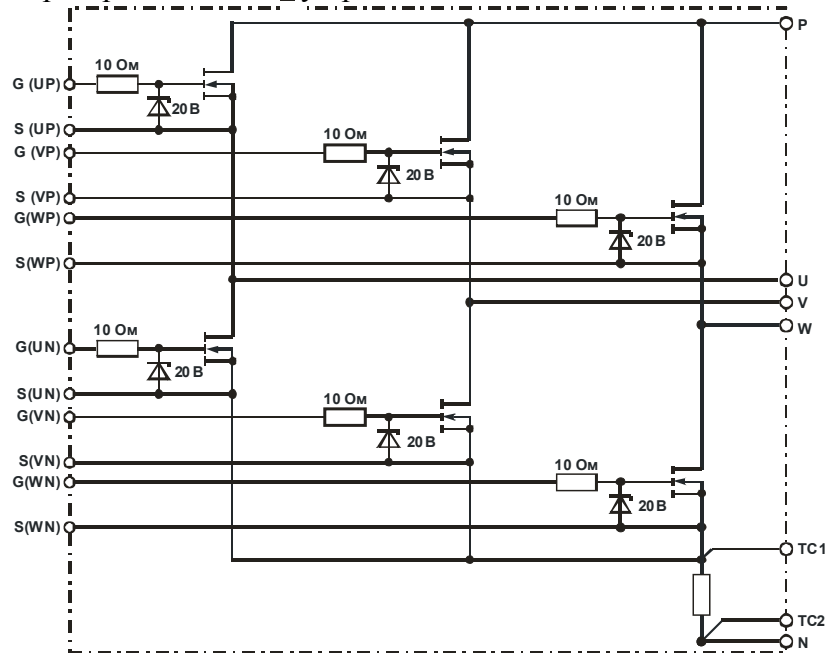 P
10 Ом
G (UP)
20 В
S (UP)
10 Ом
G (VP)
20 В
S (VP)
10 Ом
G(WP)
20 В
S(WP)
U
V
W
10 Ом
G(UN)
20 В
S(UN)
10 Ом
G(VN)
20 В
S(VN)
10 Ом
G(WN)
20 В
S(WN)
TC1
TC2
N